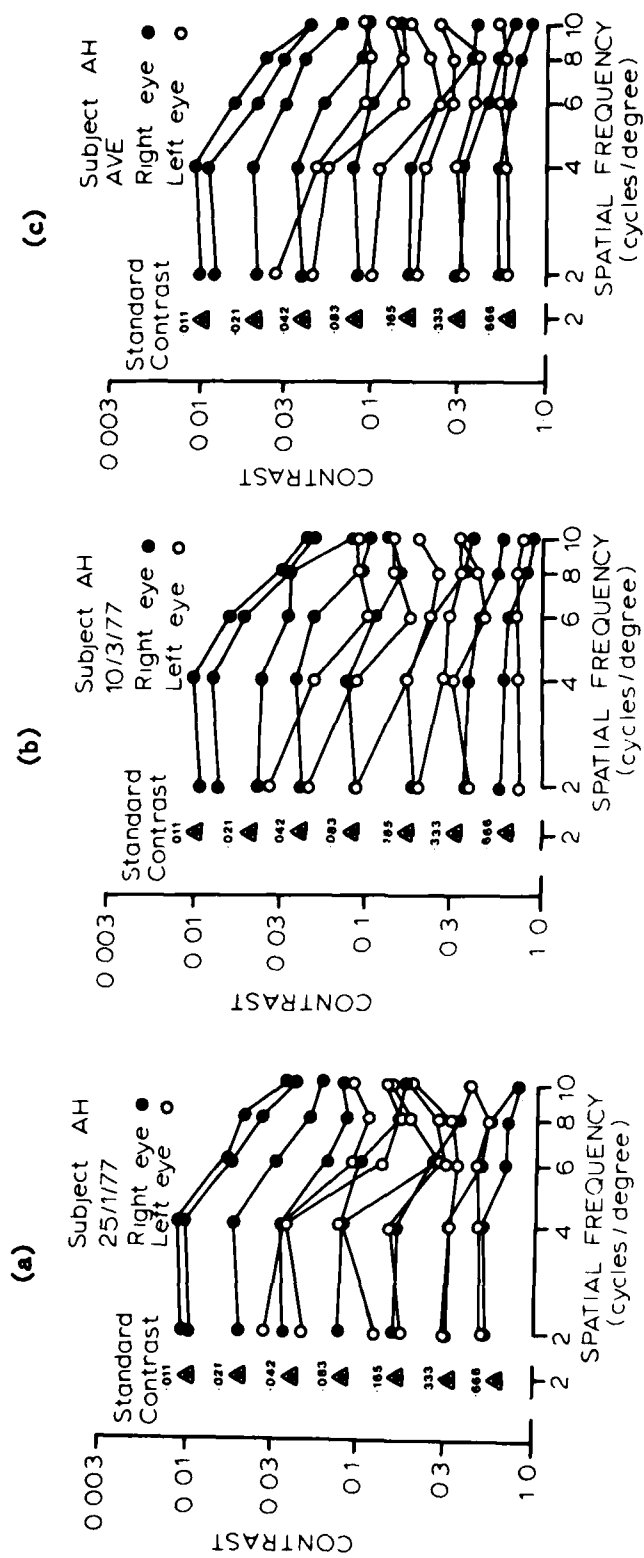 (a)
Subject AH
25/1/77
Right eye
Left eye
Standard
Contrast
CONTRAST
0 003
0 01
0 03
0 1
0 3
1 0
·011
·021
·042
·083
·165
333
·666
2
2
4
6
8
10
SPATIAL FREQUENCY
(cycles/degree)
(b)
Subject AH
10/3/77
Right eye
Left eye
Standard
Contrast
CONTRAST
0 003
0 01
0 03
0 1
0 3
1 0
011
·021
·042
·083
·333
·666
2
2
4
6
8
10
SPATIAL FREQUENCY
(cycles/degree)
(c)
Subject AH
AVE
Right eye
Left eye
Standard
Contrast
CONTRAST
0 003
0 01
0 03
0 1
0 3
1·0
011
·021
·042
·083
·165
·333
·666
2
2
4
6
8
10
SPATIAL FREQUENCY
(cycles/degree)